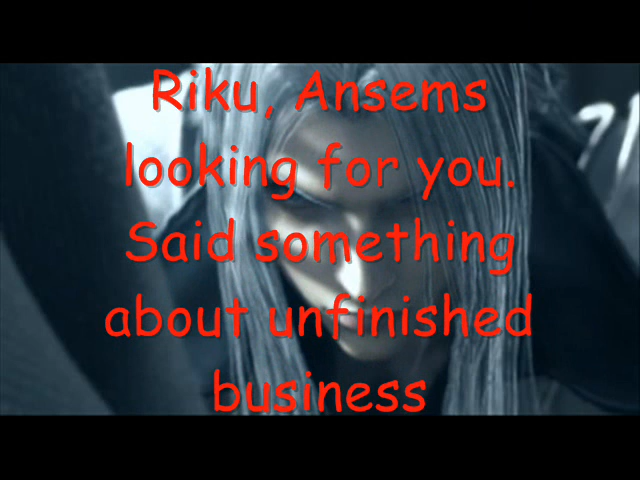 Riku, Ansems
looking for you.
Said something
about unfinished
business